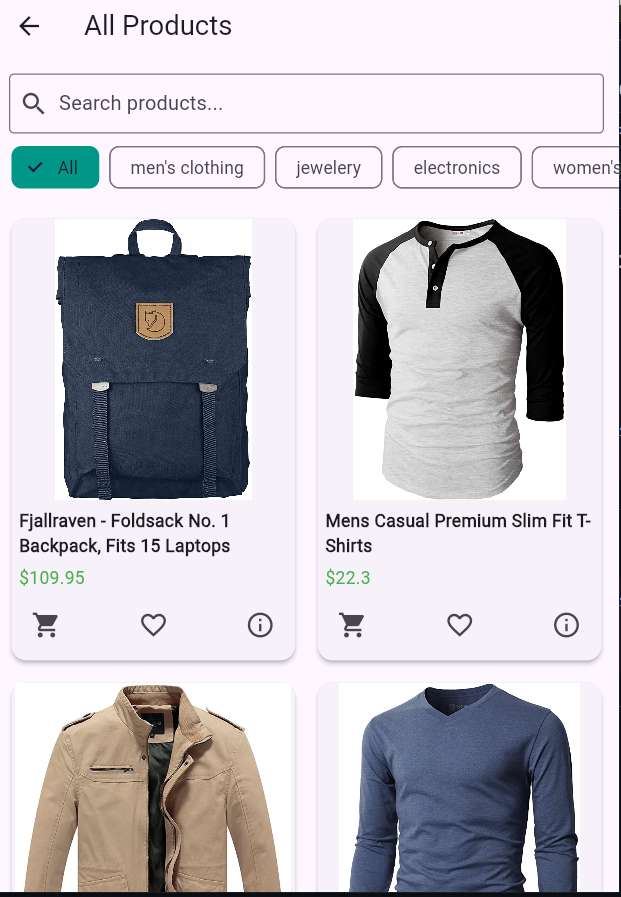 All Products
Search products...
All
men's clothing
jewelery
electronics
women's
Fjallraven - Foldsack No. 1
Backpack, Fits 15 Laptops
$109.95
Mens Casual Premium Slim Fit T-
Shirts
$22.3